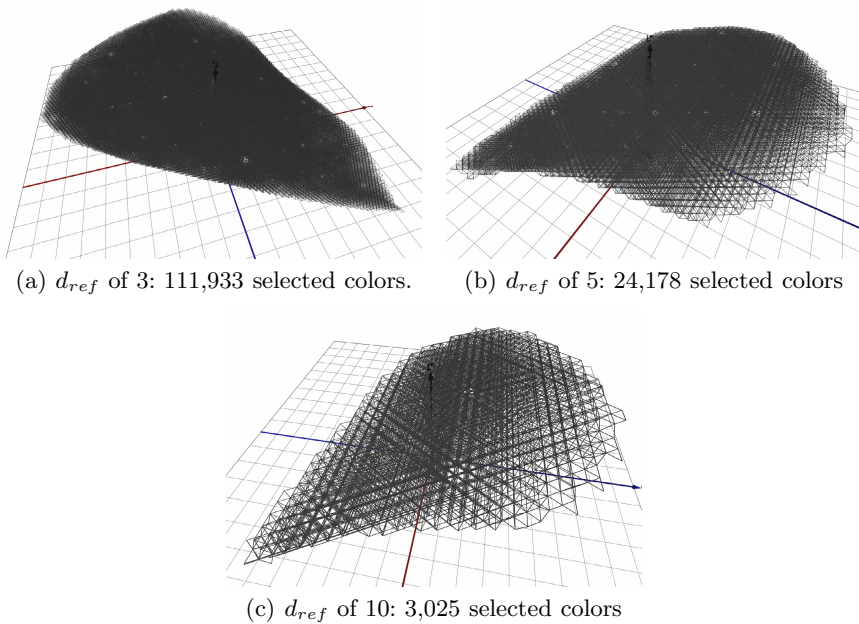 (a) d_ref of 3: 111,933 selected colors.
(b) d_ref of 5: 24,178 selected colors
(c) d_ref of 10: 3,025 selected colors